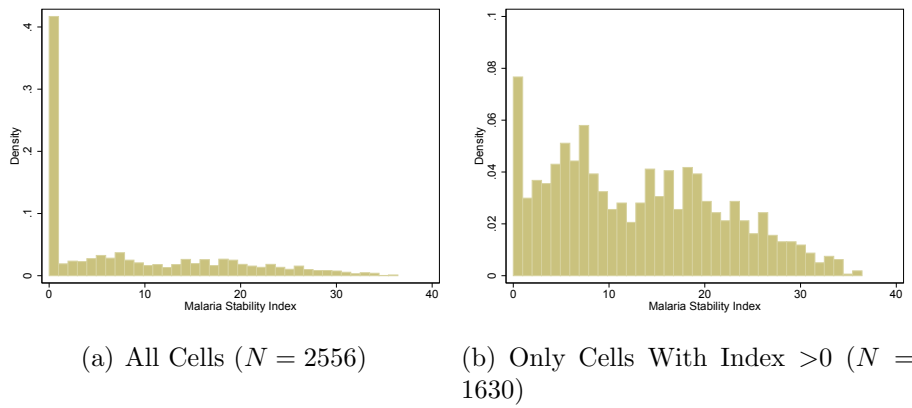 .4
.3
.2
.1
0
Density
0 10 20 30 40
Malaria Stability Index
(a) All Cells (N = 2556)
.1
.08
.06
.04
.02
0
Density
0 10 20 30 40
Malaria Stability Index
(b) Only Cells With Index >0 (N =
1630)